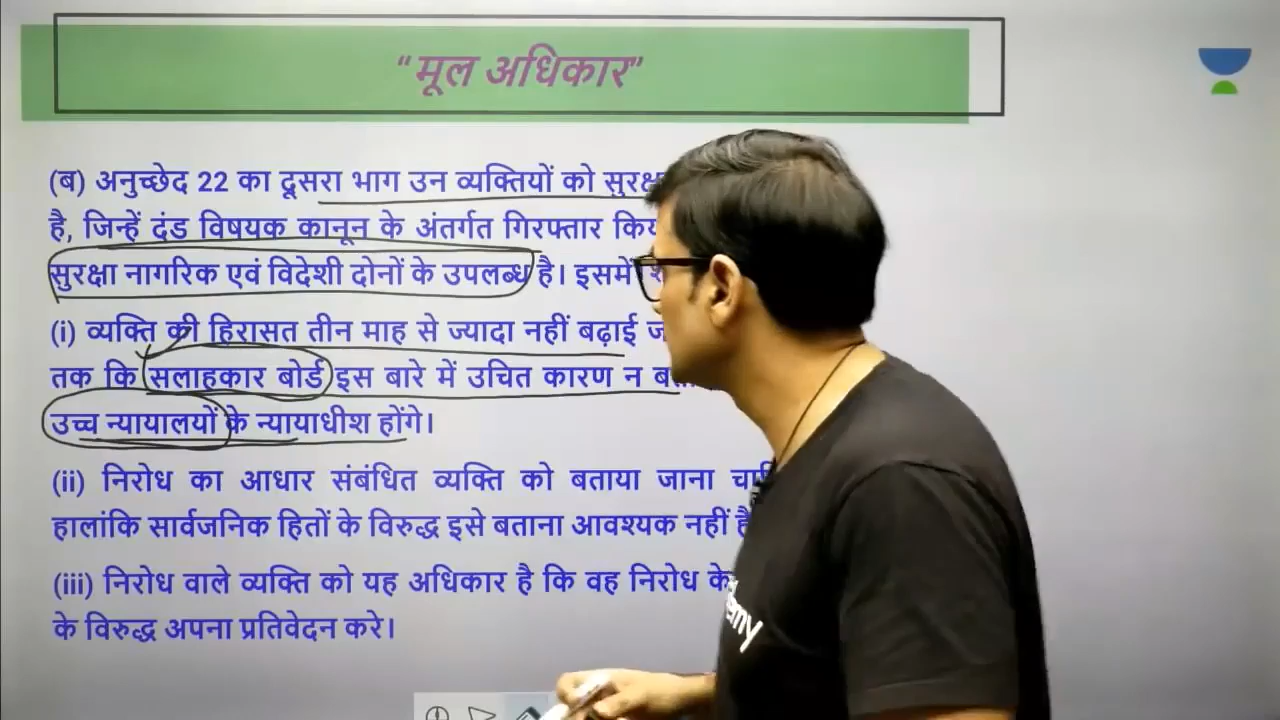 “मूल अधिकार”
(ब) अनुच्छेद 22 का दूसरा भाग उन व्यक्तियों को
है, जिन्हें दंड विषयक कानून के अंतर्गत गिरफ्तार
सुरक्षा नागरिक एवं विदेशी दोनों के उपलब्ध है। इसमें
(i) व्यक्ति की हिरासत तीन माह से ज्यादा नहीं बढ़ाई
तक कि सलाहकार बोर्ड इस बारे में उचित कारण न
उच्च न्यायालयों के न्यायाधीश होंगे।
(ii) निरोध का आधार संबंधित व्यक्ति को बताया जाना
हालांकि सार्वजनिक हितों के विरुद्ध इसे बताना आवश्यक नहीं
(iii) निरोध वाले व्यक्ति को यह अधिकार है कि वह निरोध के
के विरुद्ध अपना प्रतिवेदन करे।